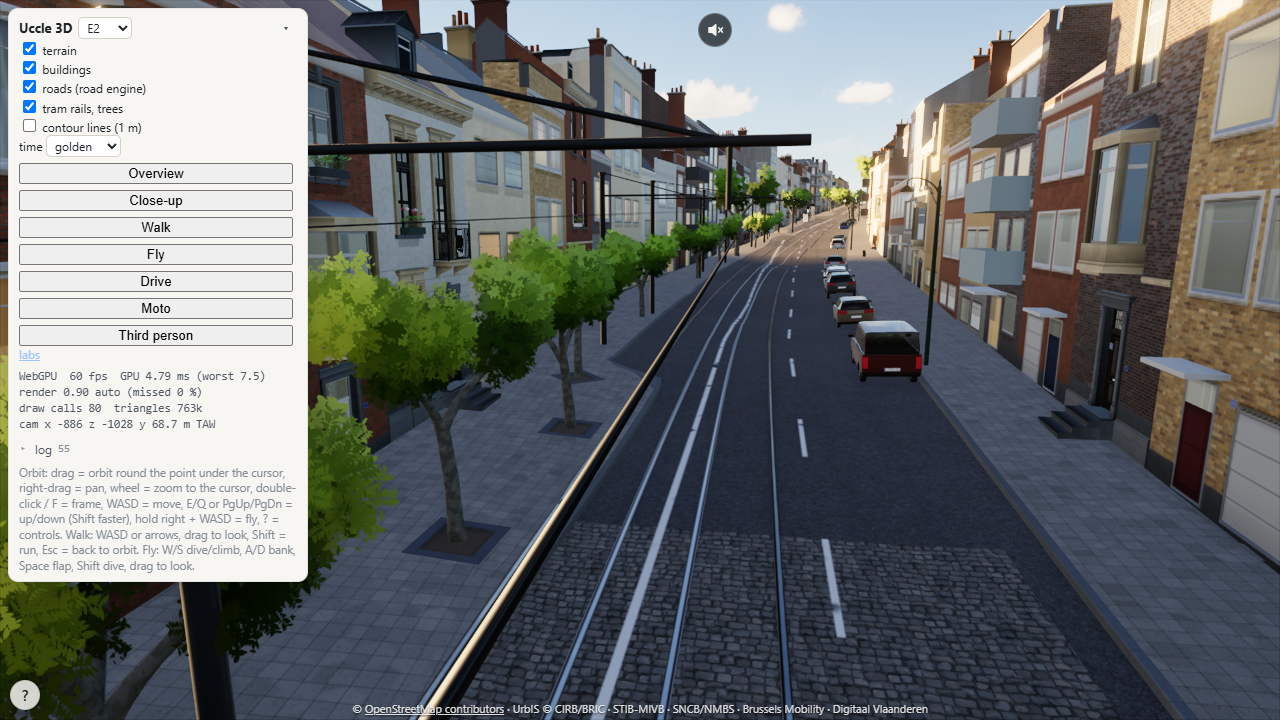 Uccle 3D E2
terrain
buildings
roads (road engine)
tram rails, trees
contour lines (1 m)
time golden
Overview
Close-up
Walk
Fly
Drive
Moto
Third person
labs
WebGPU 60 fps GPU 4.79 ms (worst 7.5)
render 0.90 auto (missed 0 %)
draw calls 80 triangles 763k
cam x -886 z -1028 y 68.7 m TAW
log 55
Orbit: drag = orbit round the point under the cursor,
right-drag = pan, wheel = zoom to the cursor, double-
click / F = frame, WASD = move, E/Q or PgUp/PgDn =
up/down (Shift faster), hold right + WASD = fly, ? =
controls. Walk: WASD or arrows, drag to look, Shift =
run, Esc = back to orbit. Fly: W/S dive/climb, A/D bank,
Space flap, Shift dive, drag to look.
?
© OpenStreetMap contributors · UrbIS © CIRB/BRIC · STIB-MIVB · SNCB/NMBS · Brussels Mobility · Digitaal Vlaanderen